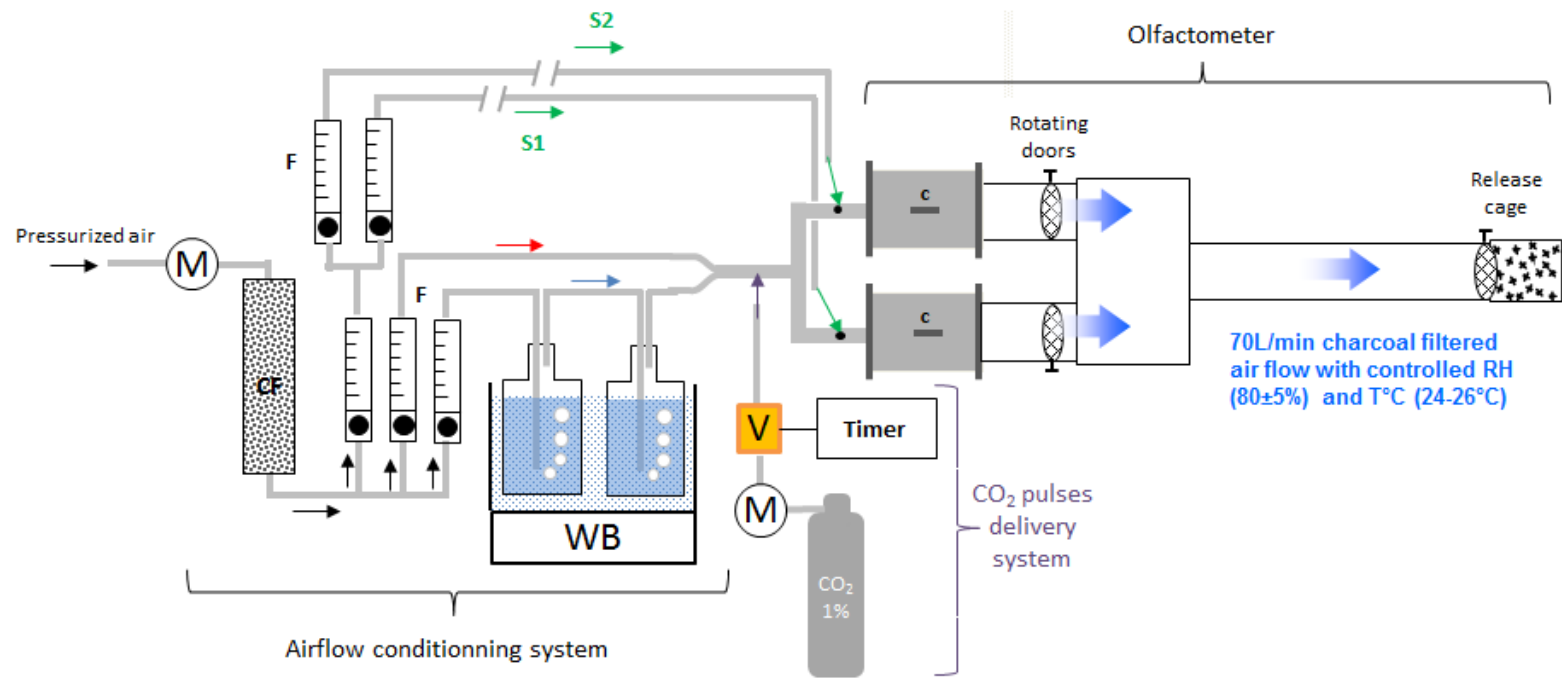 S2
Olfactometer
S1
F
Rotating
doors
Release
cage
Pressurized air
M
c
F
c
CF
70L/min charcoal filtered
air flow with controlled RH
(80±5%) and T°C (24-26°C)
V
Timer
M
WB
CO₂ pulses
delivery
system
CO₂
1%
Airflow conditionning system